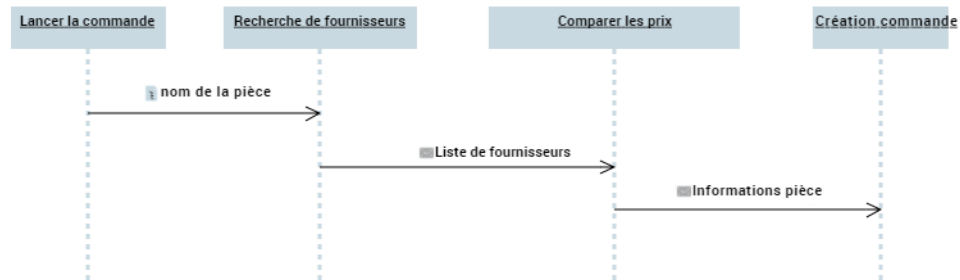 Lancer la commande
Recherche de fournisseurs
Comparer les prix
Création commande
nom de la pièce
Liste de fournisseurs
Informations pièce